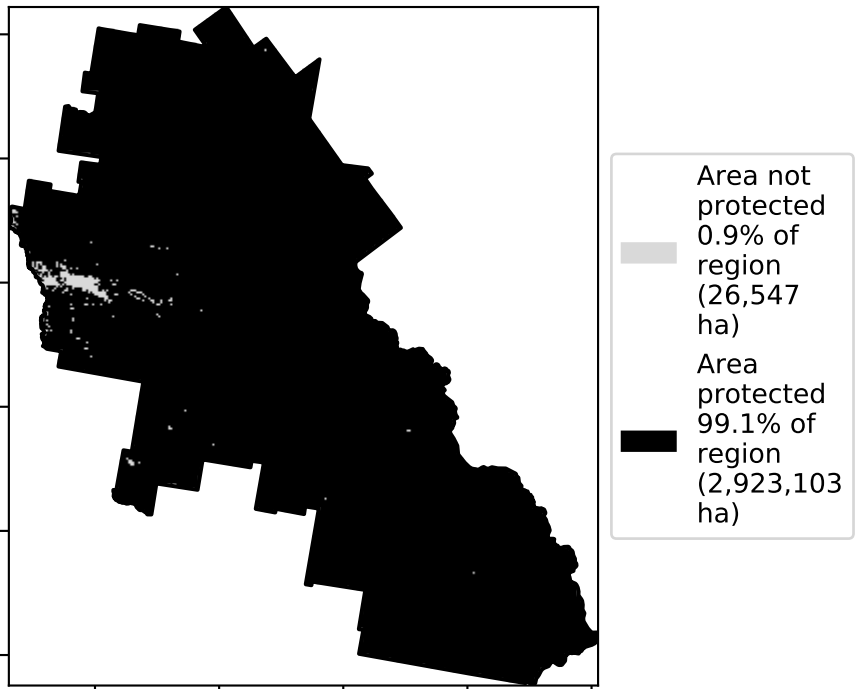 Area not
protected
0.9% of
region
(26,547
ha)
Area
protected
99.1% of
region
(2,923,103
ha)